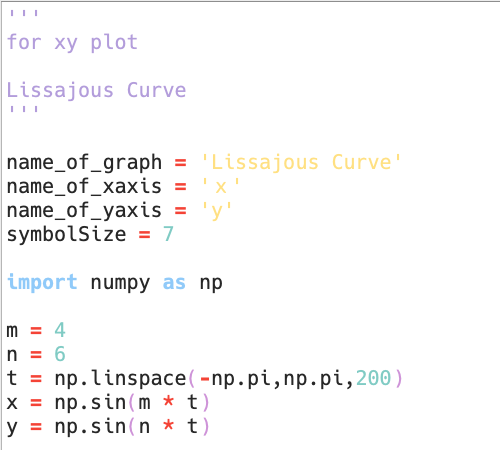 '''
for xy plot
Lissajous Curve
'''
name_of_graph = 'Lissajous Curve'
name_of_xaxis = 'x'
name_of_yaxis = 'y'
symbolSize = 7
import numpy as np
m = 4
n = 6
t = np.linspace(-np.pi,np.pi,200)
x = np.sin(m * t)
y = np.sin(n * t)